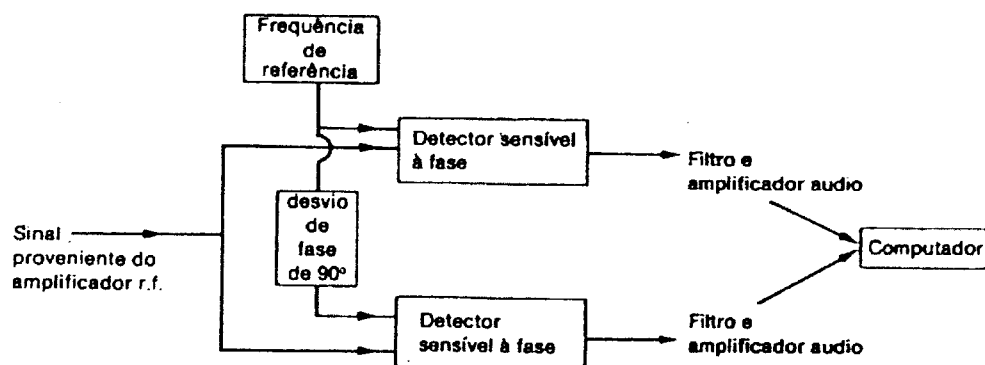 Frequência
de
referência
Detector sensível
à fase
Filtro e
amplificador audio
desvio
de
fase
de 90º
Sinal
proveniente do
amplificador r.f.
Computador
Detector
sensível à fase
Filtro e
amplificador audio